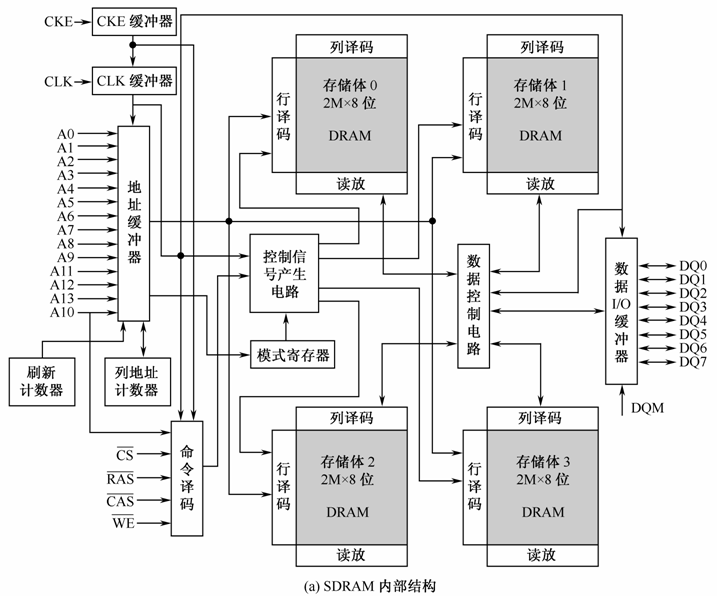 CKE
CKE 缓冲器
CLK
CLK 缓冲器
A0
A1
A2
A3
A4
A5
A6
A7
A8
A9
A11
A12
A13
A10
地址缓冲器
刷新
计数器
列地址
计数器
CS
RAS
CAS
WE
命令译码
控制信
号产生
电路
模式寄存器
列译码
行译码
存储体 0
2M×8 位
DRAM
读放
列译码
行译码
存储体 1
2M×8 位
DRAM
读放
数据控制电路
数据
I/O
缓冲器
DQ0
DQ1
DQ2
DQ3
DQ4
DQ5
DQ6
DQ7
DQM
列译码
行译码
存储体 2
2M×8 位
DRAM
读放
列译码
行译码
存储体 3
2M×8 位
DRAM
读放
(a) SDRAM 内部结构